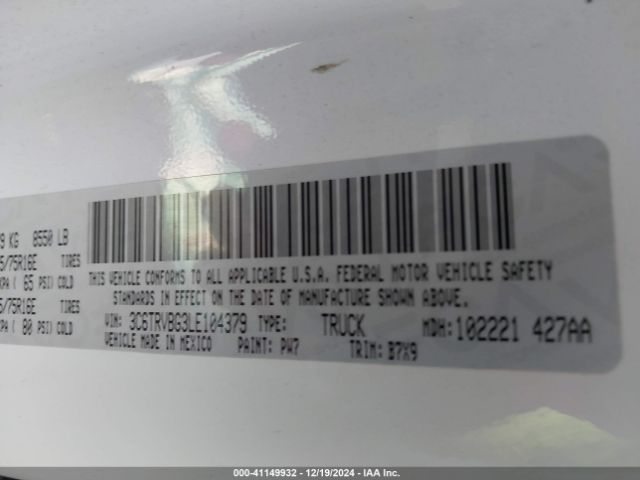 9 KG 8550 LB
5/75R16E TIRES
KPA ( 65 PSI) COLD
5/75R16E TIRES
KPA ( 80 PSI) COLD
THIS VEHICLE CONFORMS TO ALL APPLICABLE U.S.A. FEDERAL MOTOR VEHICLE SAFETY
STANDARDS IN EFFECT ON THE DATE OF MANUFACTURE SHOWN ABOVE.
VIN: 3C6TRVBG3LE104379 TYPE: TRUCK MDH:102221 427AA
VEHICLE MADE IN MEXICO PAINT: PW7 TRIM: B7X9
000-41149932 - 12/19/2024 - IAA Inc.